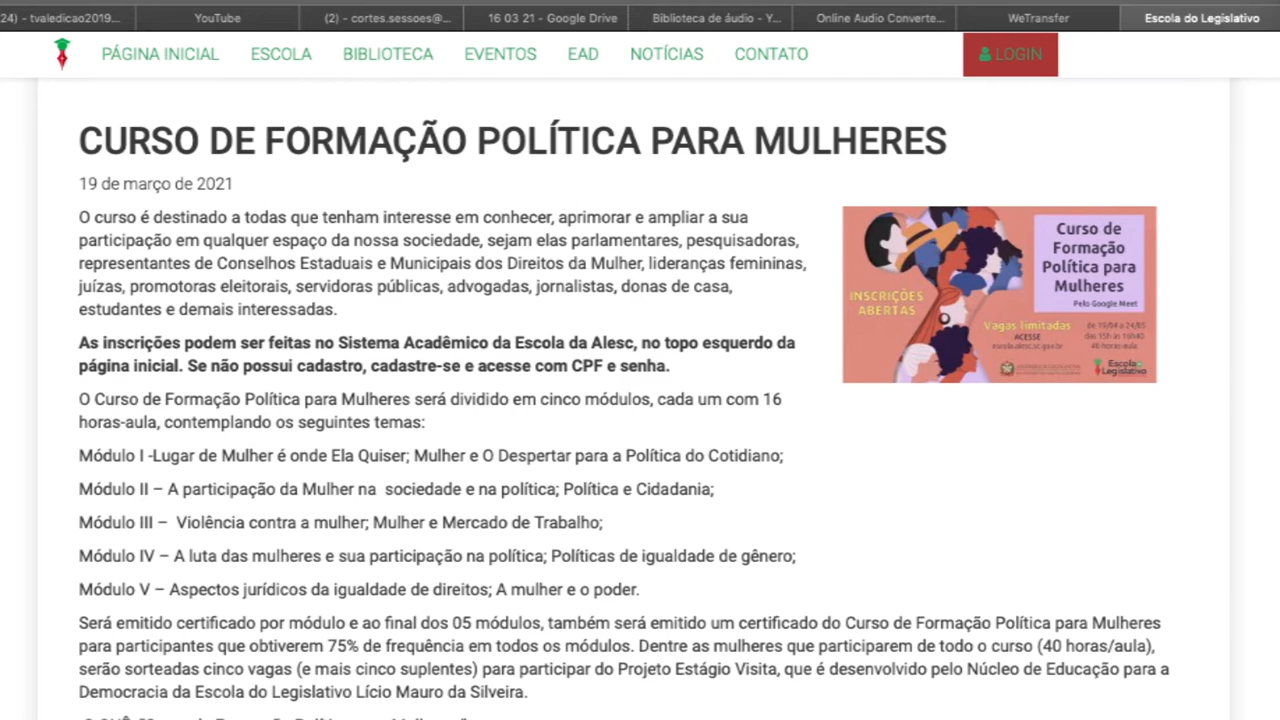 24) - tvaledicao2019...
YouTube
(2) - cortes.sessoes@...
16 03 21 - Google Drive
Biblioteca de áudio - Y...
Online Audio Converte...
WeTransfer
Escola do Legislativo
PÁGINA INICIAL
ESCOLA
BIBLIOTECA
EVENTOS
EAD
NOTÍCIAS
CONTATO
LOGIN
CURSO DE FORMAÇÃO POLÍTICA PARA MULHERES
19 de março de 2021
O curso é destinado a todas que tenham interesse em conhecer, aprimorar e ampliar a sua
participação em qualquer espaço da nossa sociedade, sejam elas parlamentares, pesquisadoras,
representantes de Conselhos Estaduais e Municipais dos Direitos da Mulher, lideranças femininas,
juízas, promotoras eleitorais, servidoras públicas, advogadas, jornalistas, donas de casa,
estudantes e demais interessadas.
As inscrições podem ser feitas no Sistema Acadêmico da Escola da Alesc, no topo esquerdo da
página inicial. Se não possui cadastro, cadastre-se e acesse com CPF e senha.
O Curso de Formação Política para Mulheres será dividido em cinco módulos, cada um com 16
horas-aula, contemplando os seguintes temas:
Módulo I -Lugar de Mulher é onde Ela Quiser; Mulher e O Despertar para a Política do Cotidiano;
Módulo II – A participação da Mulher na  sociedade e na política; Política e Cidadania;
Módulo III –  Violência contra a mulher; Mulher e Mercado de Trabalho;
Módulo IV – A luta das mulheres e sua participação na política; Políticas de igualdade de gênero;
Módulo V – Aspectos jurídicos da igualdade de direitos; A mulher e o poder.
Será emitido certificado por módulo e ao final dos 05 módulos, também será emitido um certificado do Curso de Formação Política para Mulheres
para participantes que obtiverem 75% de frequência em todos os módulos. Dentre as mulheres que participarem de todo o curso (40 horas/aula),
serão sorteadas cinco vagas (e mais cinco suplentes) para participar do Projeto Estágio Visita, que é desenvolvido pelo Núcleo de Educação para a
Democracia da Escola do Legislativo Lício Mauro da Silveira.
Curso de
Formação
Política para
Mulheres
Pelo Google Meet
INSCRIÇÕES
ABERTAS
Vagas limitadas
ACESSE
escola.alesc.sc.gov.br
de 19/04 a 24/05
das 15h às 16h45
40 horas-aula
Escola
Legislativo